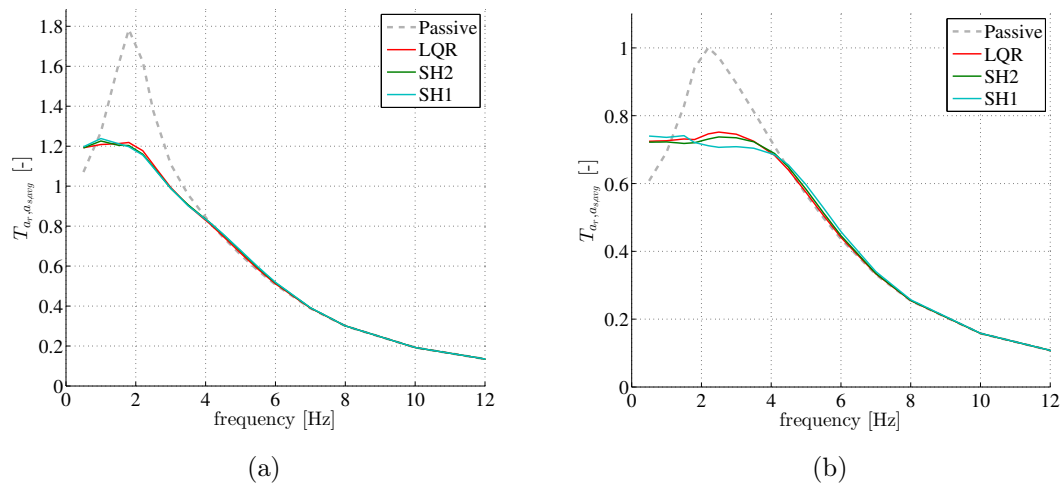 1.8
1.6
1.4
1.2
1
0.8
0.6
0.4
0.2
0
0 2 4 6 8 10 12
T_{a_r,a_{s,avg}} [-]
frequency [Hz]
Passive
LQR
SH2
SH1
(a)
1
0.8
0.6
0.4
0.2
0
0 2 4 6 8 10 12
T_{a_r,a_{s,avg}} [-]
frequency [Hz]
Passive
LQR
SH2
SH1
(b)